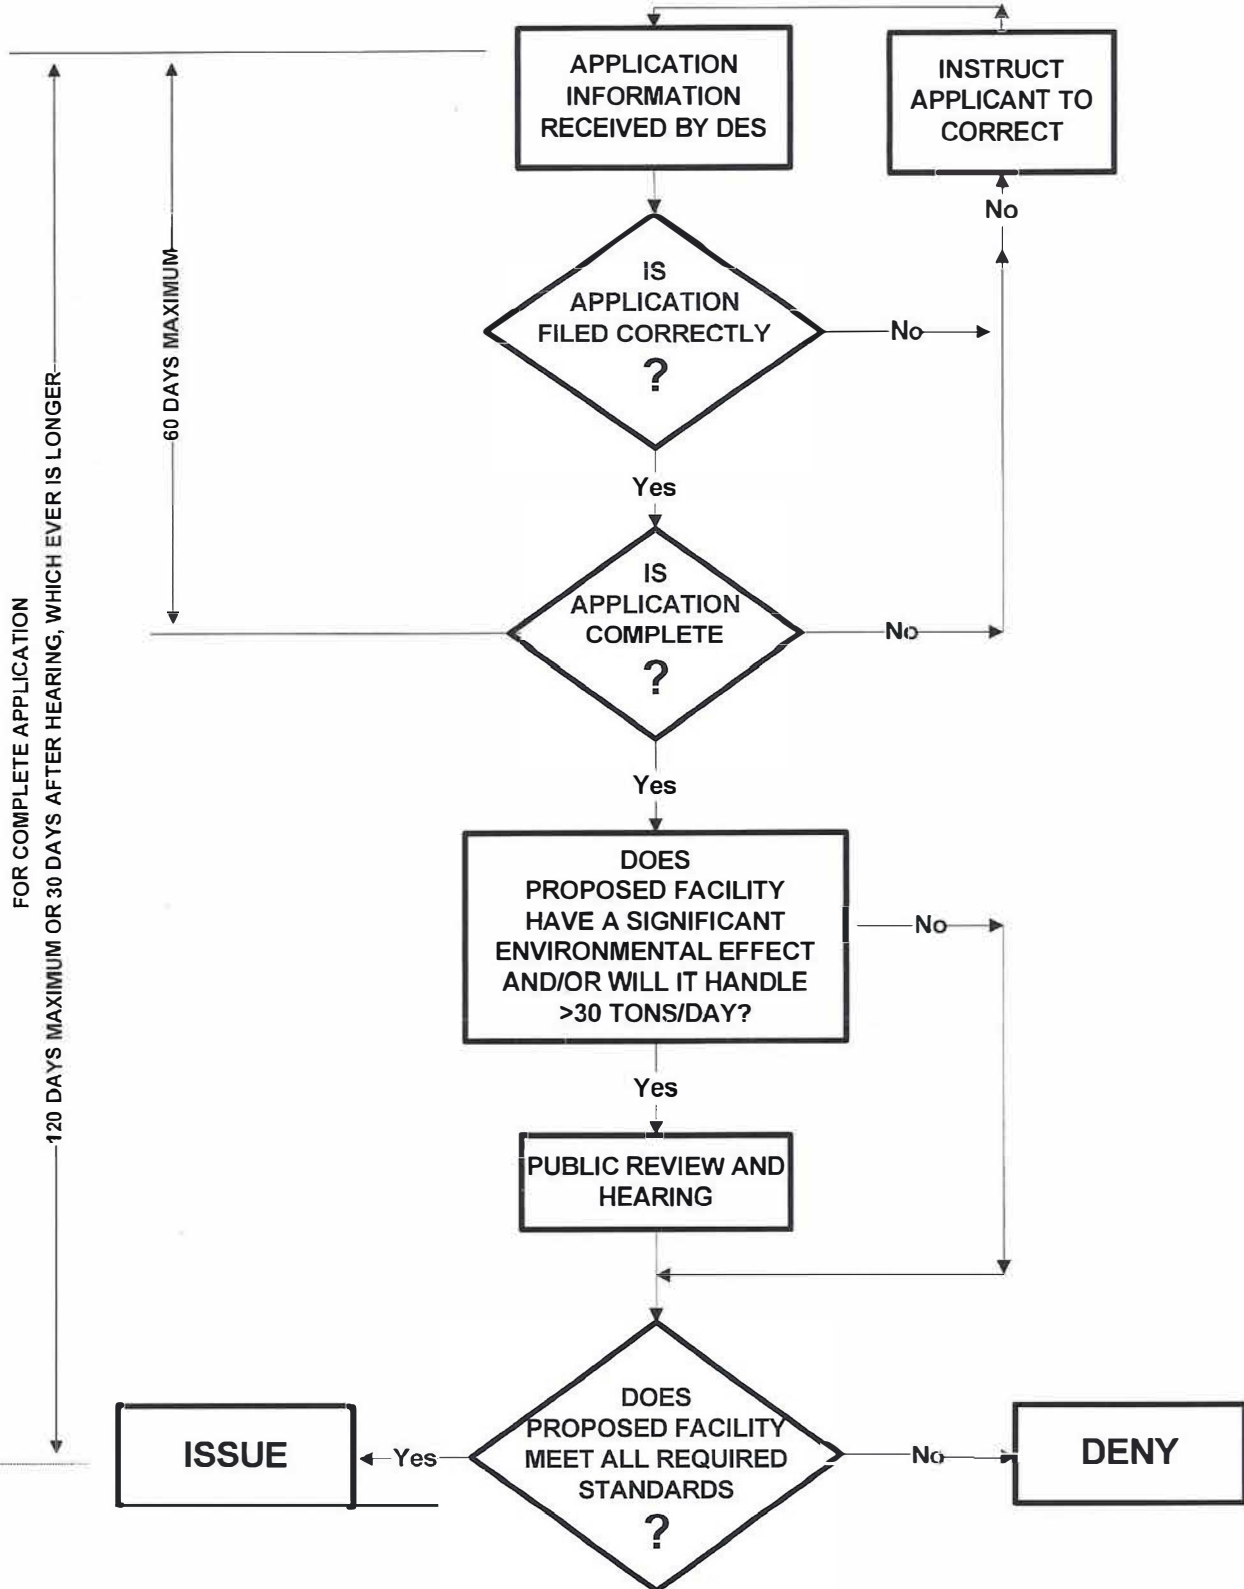 APPLICATION
INFORMATION
RECEIVED BY DES
INSTRUCT
APPLICANT TO
CORRECT
No
IS
APPLICATION
FILED CORRECTLY
?
No
Yes
60 DAYS MAXIMUM
IS
APPLICATION
COMPLETE
?
No
Yes
FOR COMPLETE APPLICATION
120 DAYS MAXIMUM OR 30 DAYS AFTER HEARING, WHICH EVER IS LONGER
DOES
PROPOSED FACILITY
HAVE A SIGNIFICANT
ENVIRONMENTAL EFFECT
AND/OR WILL IT HANDLE
>30 TONS/DAY?
No
Yes
PUBLIC REVIEW AND
HEARING
DOES
PROPOSED FACILITY
MEET ALL REQUIRED
STANDARDS
?
Yes
ISSUE
No
DENY